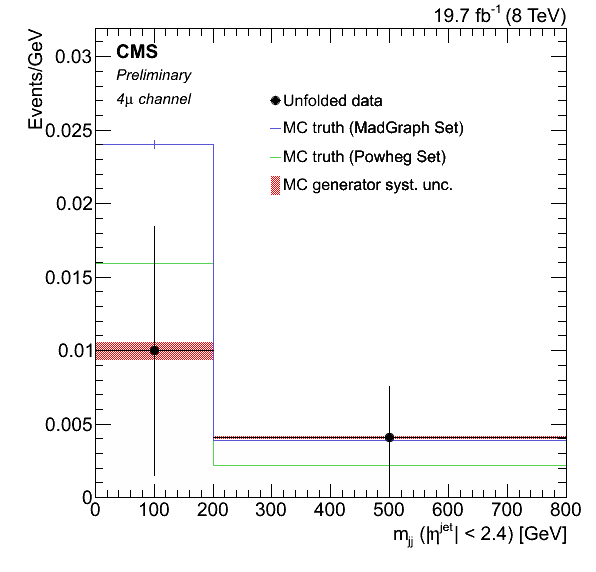 19.7 fb⁻¹ (8 TeV)
Events/GeV
CMS
Preliminary
4μ channel
Unfolded data
MC truth (MadGraph Set)
MC truth (Powheg Set)
MC generator syst. unc.
0.03
0.025
0.02
0.015
0.01
0.005
0
0 100 200 300 400 500 600 700 800
m_jj (|η^jet| < 2.4) [GeV]